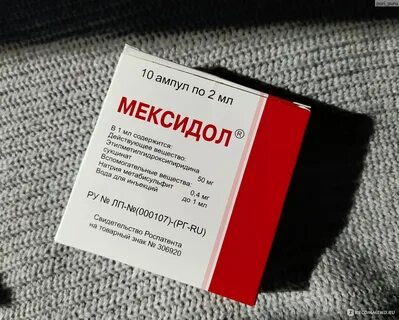 10 ампул по 2 мл
МЕКСИДОЛ®
В 1 мл содержится:
Действующее вещество:
Этилметилгидроксипиридина
сукцинат 50 мг
Вспомогательные вещества:
Натрия метабисульфит 0,4 мг
Вода для инъекций до 1 мл
РУ № ЛП-№(000107)-(РГ-RU)
Свидетельство Роспатента
на товарный знак № 306920
IRECOMMEND.RU